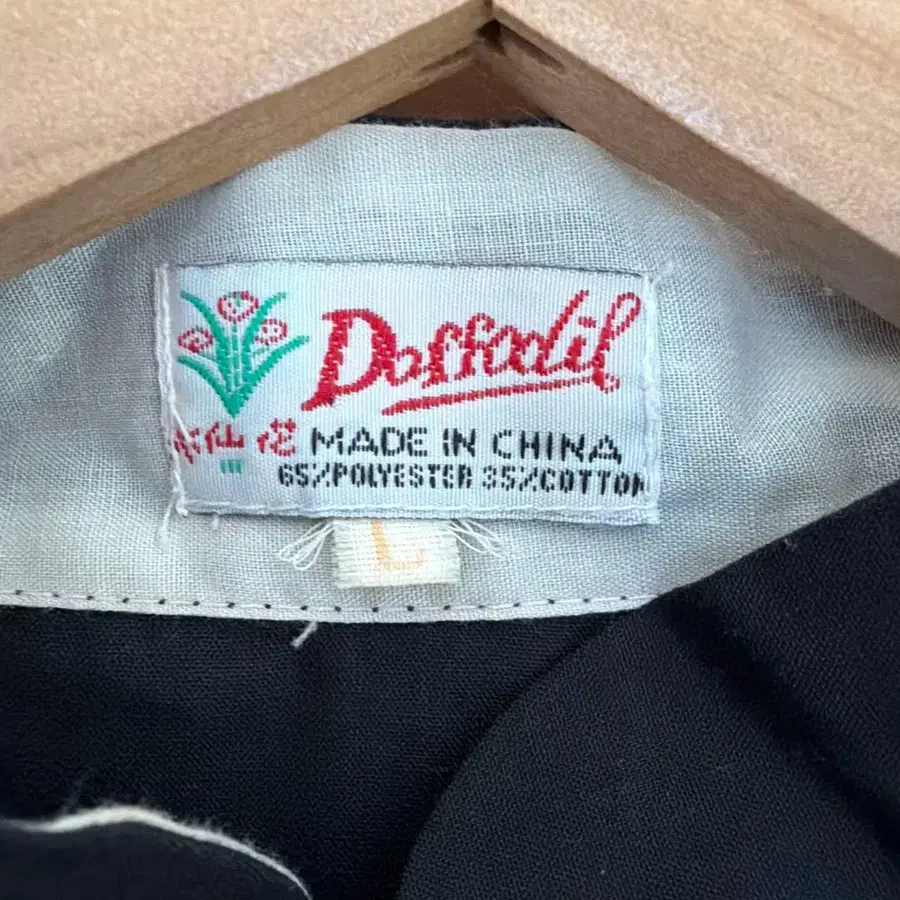 Daffodil
水仙花 MADE IN CHINA
65%POLYESTER 35%COTTON
L